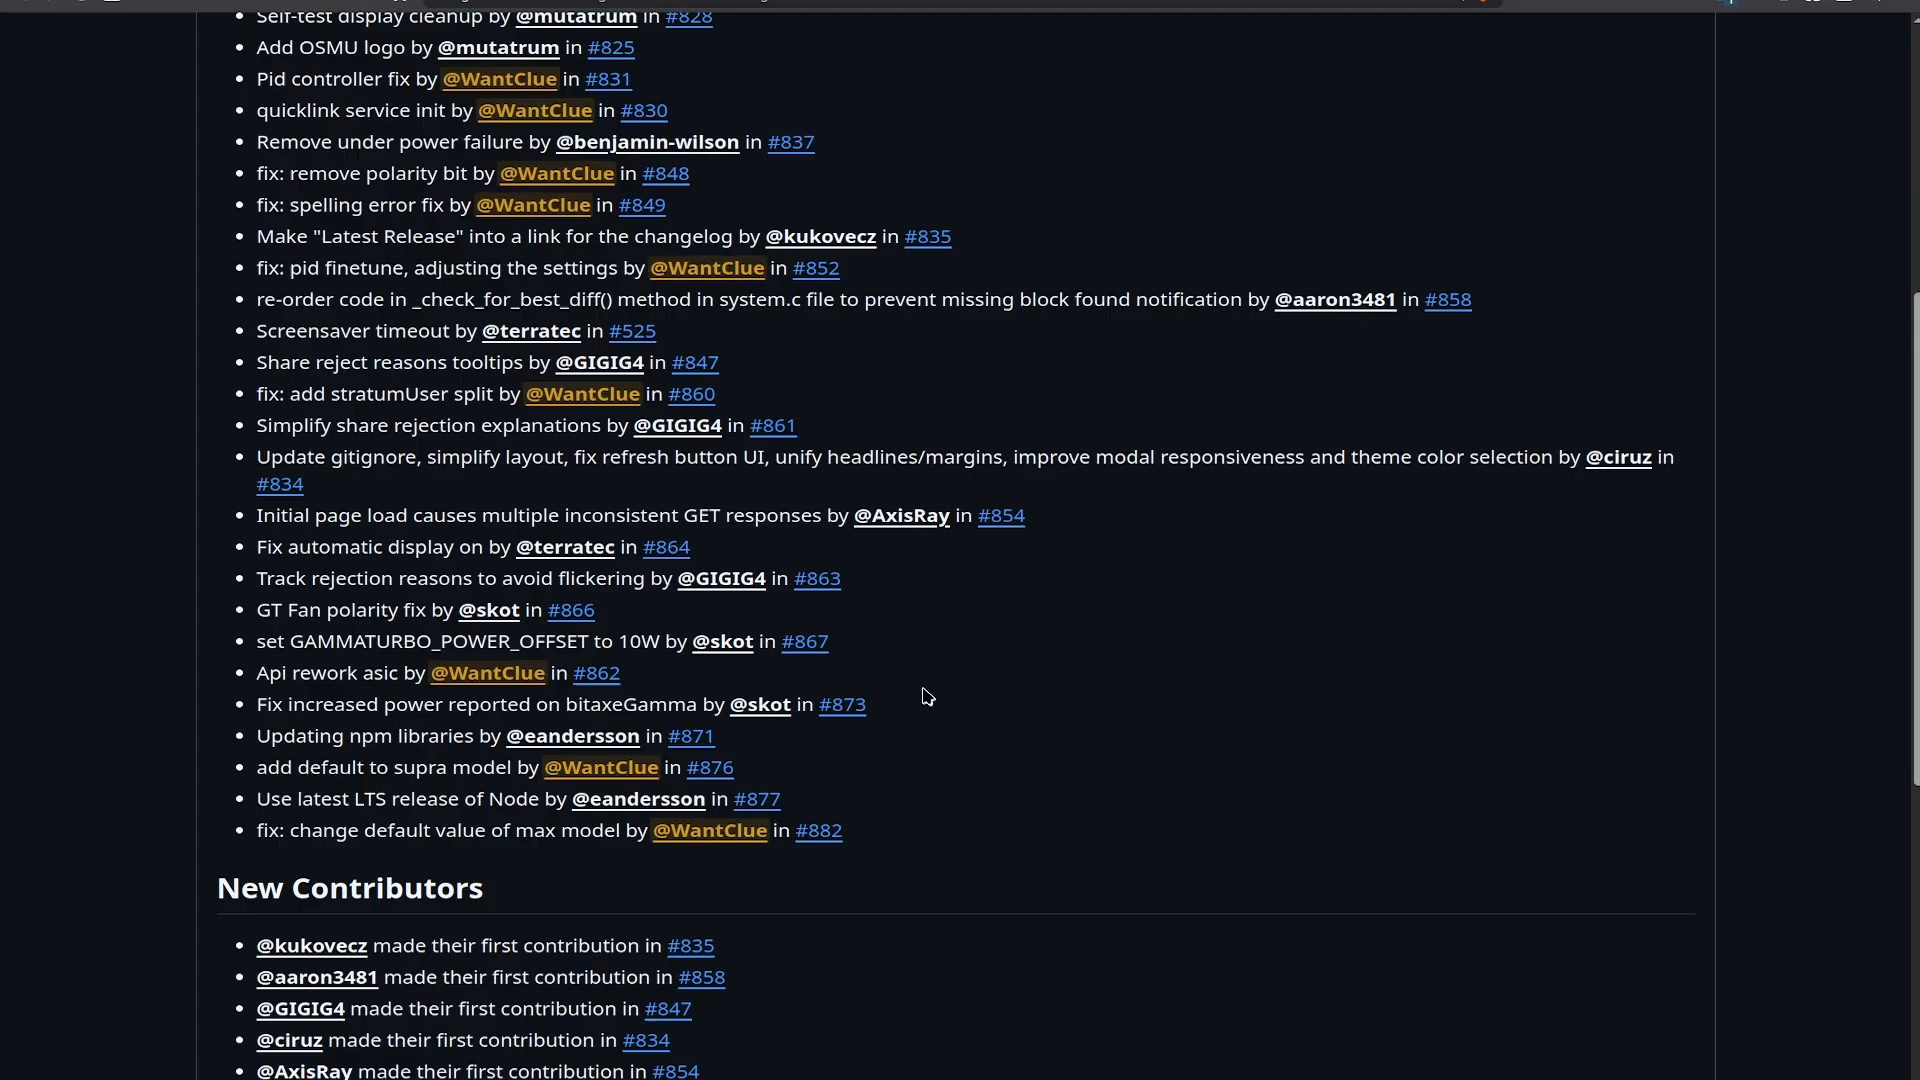 Self-test display cleanup by @mutatrum in #828
Add OSMU logo by @mutatrum in #825
Pid controller fix by @WantClue in #831
quicklink service init by @WantClue in #830
Remove under power failure by @benjamin-wilson in #837
fix: remove polarity bit by @WantClue in #848
fix: spelling error fix by @WantClue in #849
Make "Latest Release" into a link for the changelog by @kukovecz in #835
fix: pid finetune, adjusting the settings by @WantClue in #852
re-order code in _check_for_best_diff() method in system.c file to prevent missing block found notification by @aaron3481 in #858
Screensaver timeout by @terratec in #525
Share reject reasons tooltips by @GIGIG4 in #847
fix: add stratumUser split by @WantClue in #860
Simplify share rejection explanations by @GIGIG4 in #861
Update gitignore, simplify layout, fix refresh button UI, unify headlines/margins, improve modal responsiveness and theme color selection by @ciruz in
#834
Initial page load causes multiple inconsistent GET responses by @AxisRay in #854
Fix automatic display on by @terratec in #864
Track rejection reasons to avoid flickering by @GIGIG4 in #863
GT Fan polarity fix by @skot in #866
set GAMMATURBO_POWER_OFFSET to 10W by @skot in #867
Api rework asic by @WantClue in #862
Fix increased power reported on bitaxeGamma by @skot in #873
Updating npm libraries by @eandersson in #871
add default to supra model by @WantClue in #876
Use latest LTS release of Node by @eandersson in #877
fix: change default value of max model by @WantClue in #882
New Contributors
@kukovecz made their first contribution in #835
@aaron3481 made their first contribution in #858
@GIGIG4 made their first contribution in #847
@ciruz made their first contribution in #834
@AxisRay made their first contribution in #854